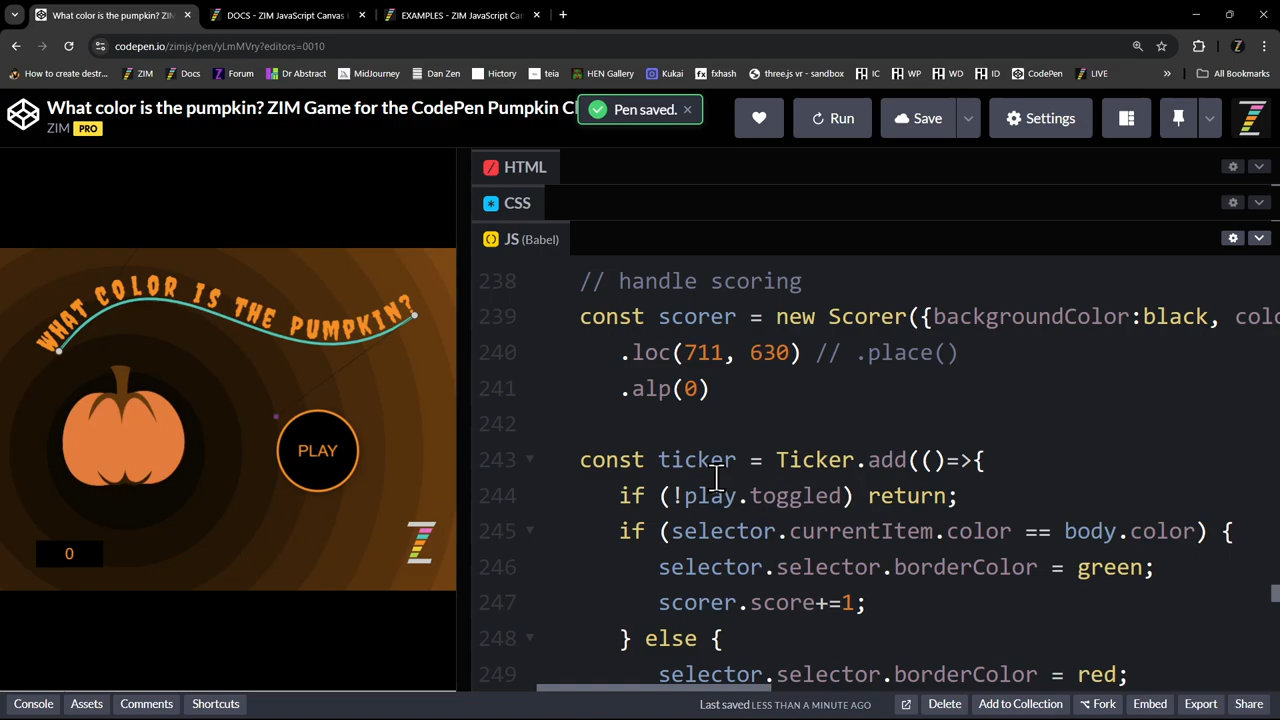 What color is the pumpkin? ZIM
DOCS - ZIM JavaScript Canvas
EXAMPLES - ZIM JavaScript Can
codepen.io/zimjs/pen/yLmMVry?editors=0010
How to create destr...
ZIM
Docs
Forum
Dr Abstract
MidJourney
Dan Zen
Hictory
teia
HEN Gallery
Kukai
fxhash
three.js vr - sandbox
IC
WP
WD
ID
CodePen
LIVE
All Bookmarks
What color is the pumpkin? ZIM Game for the CodePen Pumpkin C
ZIM PRO
Pen saved.
Run
Save
Settings
HTML
CSS
JS (Babel)
WHAT COLOR IS THE PUMPKIN?
PLAY
0
238 // handle scoring
239 const scorer = new Scorer({backgroundColor:black, colo
240 .loc(711, 630) // .place()
241 .alp(0)
242
243 const ticker = Ticker.add(()=>{
244 if (!play.toggled) return;
245 if (selector.currentItem.color == body.color) {
246 selector.selector.borderColor = green;
247 scorer.score+=1;
248 } else {
249 selector.selector.borderColor = red;
Console
Assets
Comments
Shortcuts
Last saved LESS THAN A MINUTE AGO
Delete
Add to Collection
Fork
Embed
Export
Share